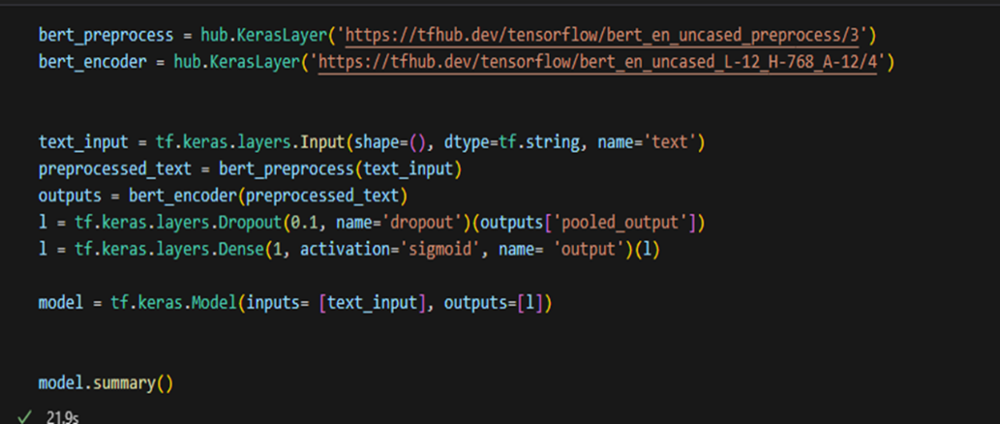 bert_preprocess = hub.KerasLayer('https://tfhub.dev/tensorflow/bert_en_uncased_preprocess/3')
bert_encoder = hub.KerasLayer('https://tfhub.dev/tensorflow/bert_en_uncased_L-12_H-768_A-12/4')
text_input = tf.keras.layers.Input(shape=(), dtype=tf.string, name='text')
preprocessed_text = bert_preprocess(text_input)
outputs = bert_encoder(preprocessed_text)
l = tf.keras.layers.Dropout(0.1, name='dropout')(outputs['pooled_output'])
l = tf.keras.layers.Dense(1, activation='sigmoid', name= 'output')(l)
model = tf.keras.Model(inputs= [text_input], outputs=[l])
model.summary()
✓ 21.9s